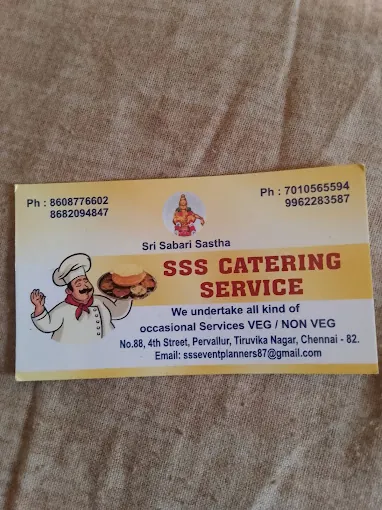 Ph : 8608776602
8682094847
Ph : 7010565594
9962283587
Sri Sabari Sastha
SSS CATERING
SERVICE
We undertake all kind of
occasional Services VEG / NON VEG
No.88, 4th Street, Pervallur, Tiruvika Nagar, Chennai - 82.
Email: ssseventplanners87@gmail.com